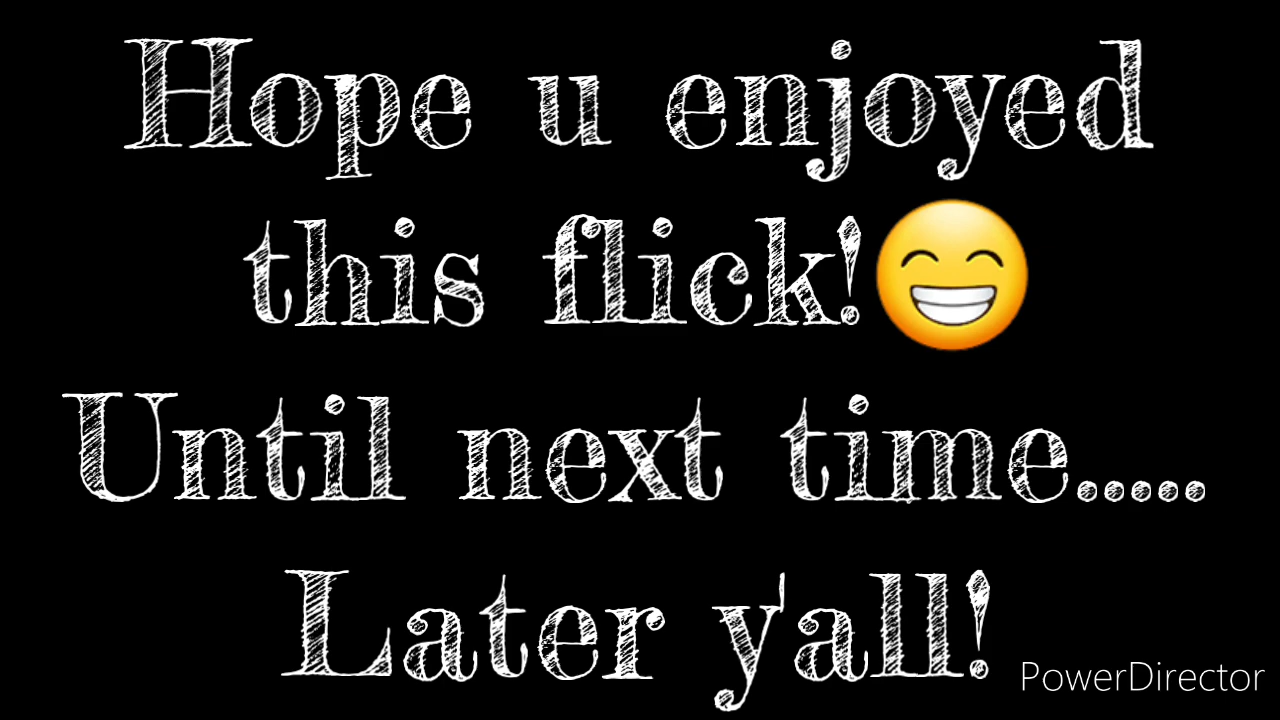 Hope u enjoyed
this flick!😁
Until next time.....
Later y'all!
PowerDirector